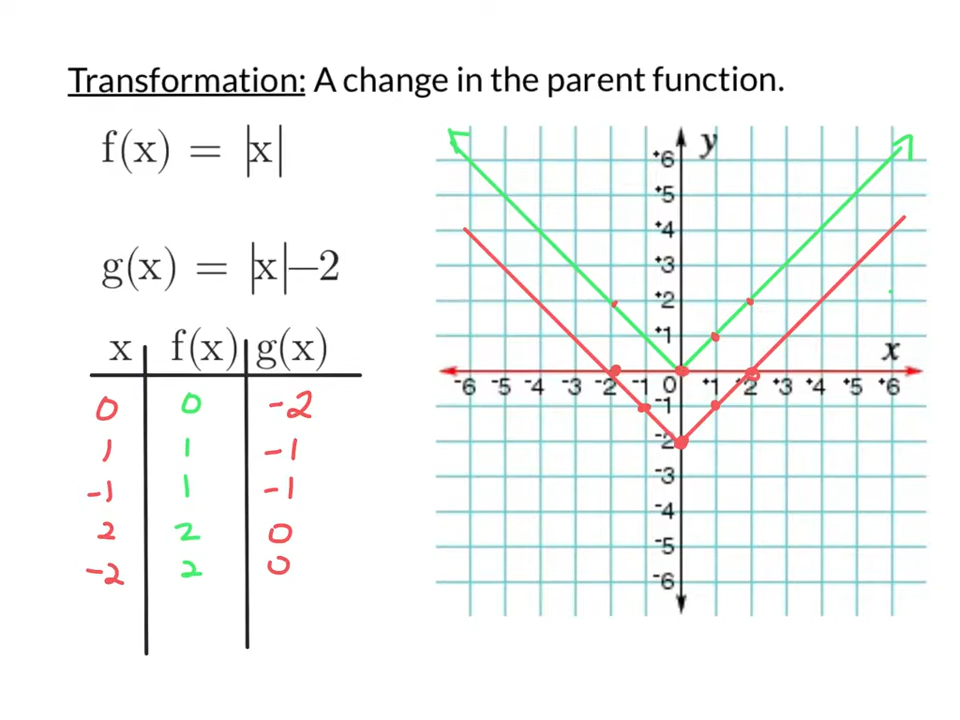 Transformation: A change in the parent function.
f(x) = |x|
g(x) = |x|−2
x f(x) g(x)
0 0 -2
1 1 -1
-1 1 -1
2 2 0
-2 2 0
y
+6
+5
+4
+3
+2
+1
x
-6 -5 -4 -3 -2 -1 0 +1 +2 +3 +4 +5 +6
-1
-2
-3
-4
-5
-6